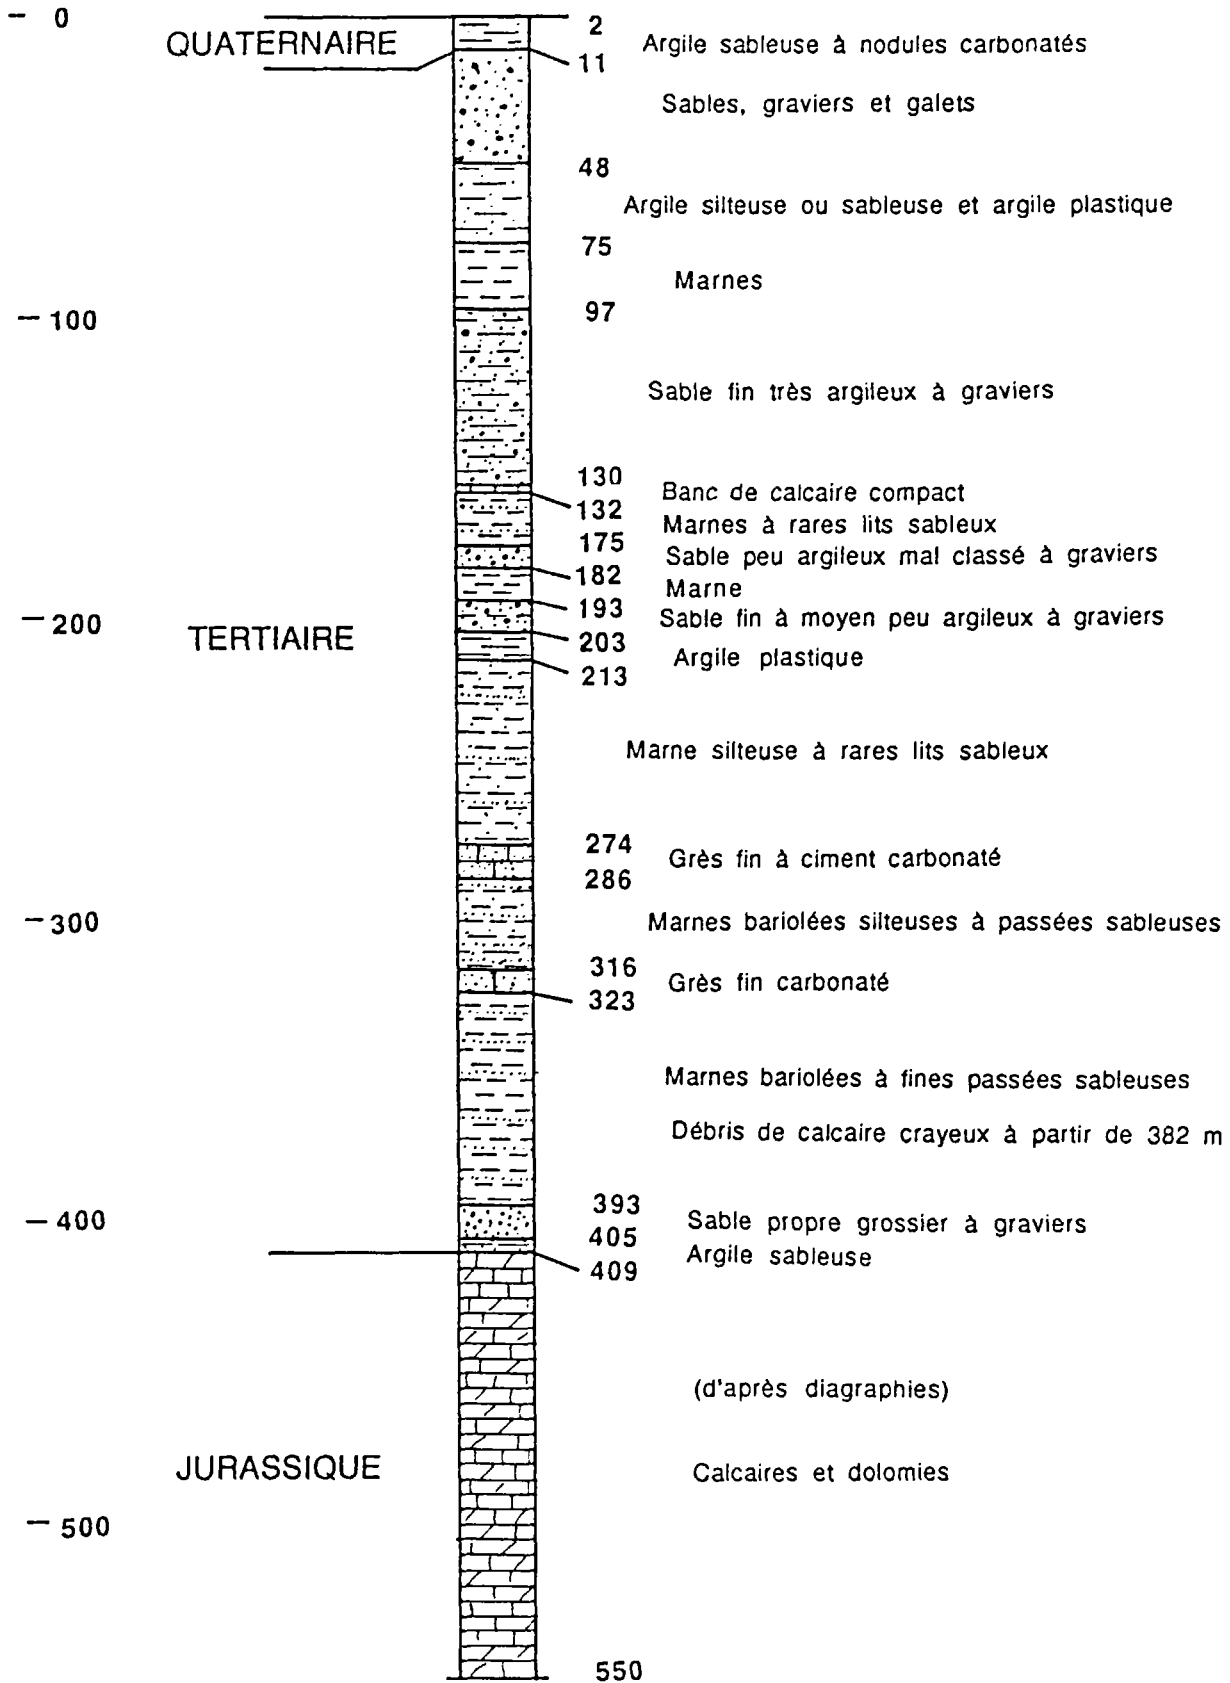 – 0
2
QUATERNAIRE
Argile sableuse à nodules carbonatés
11
Sables, graviers et galets
48
Argile silteuse ou sableuse et argile plastique
75
Marnes
97
– 100
Sable fin très argileux à graviers
130
Banc de calcaire compact
132
Marnes à rares lits sableux
175
Sable peu argileux mal classé à graviers
182
Marne
193
Sable fin à moyen peu argileux à graviers
– 200
TERTIAIRE
203
Argile plastique
213
Marne silteuse à rares lits sableux
274
Grès fin à ciment carbonaté
286
– 300
Marnes bariolées silteuses à passées sableuses
316
Grès fin carbonaté
323
Marnes bariolées à fines passées sableuses
Débris de calcaire crayeux à partir de 382 m
393
– 400
Sable propre grossier à graviers
405
Argile sableuse
409
(d'après diagraphies)
JURASSIQUE
Calcaires et dolomies
– 500
550